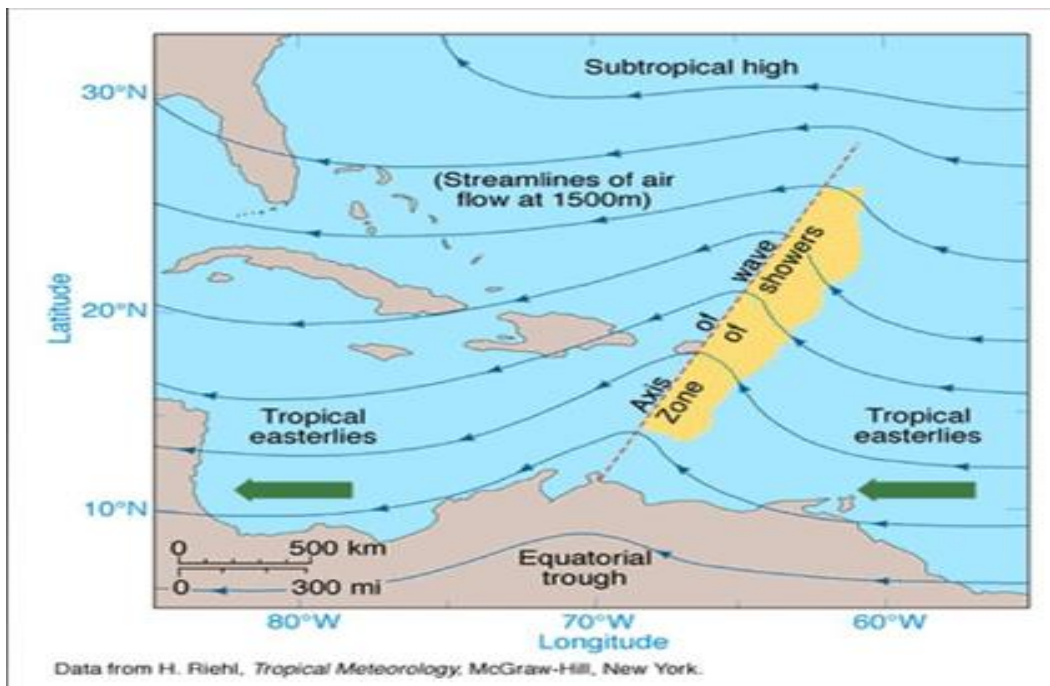 Subtropical high
30°N
(Streamlines of air
flow at 1500m)
Axis of wave
Zone of showers
Latitude
20°N
Tropical
easterlies
Tropical
easterlies
10°N
0 500 km
0 300 mi
Equatorial
trough
80°W 70°W 60°W
Longitude
Data from H. Riehl, Tropical Meteorology, McGraw-Hill, New York.